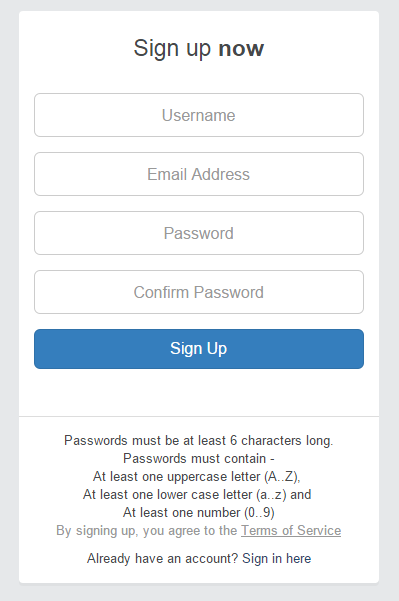 Sign up now
Username
Email Address
Password
Confirm Password
Sign Up
Passwords must be at least 6 characters long.
Passwords must contain -
At least one uppercase letter (A..Z),
At least one lower case letter (a..z) and
At least one number (0..9)
By signing up, you agree to the Terms of Service
Already have an account? Sign in here